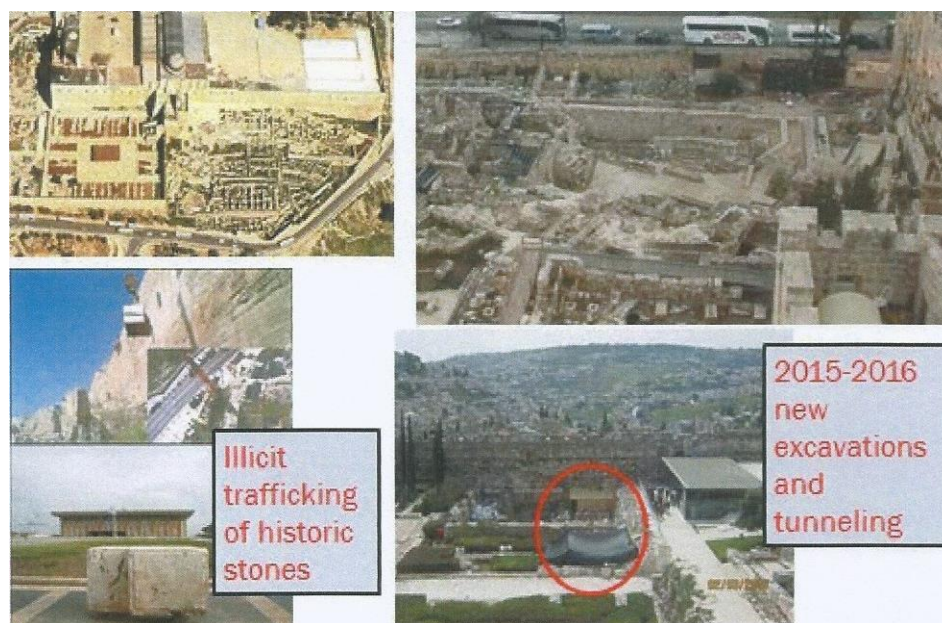 Illicit
trafficking
of historic
stones
2015-2016
new
excavations
and
tunneling